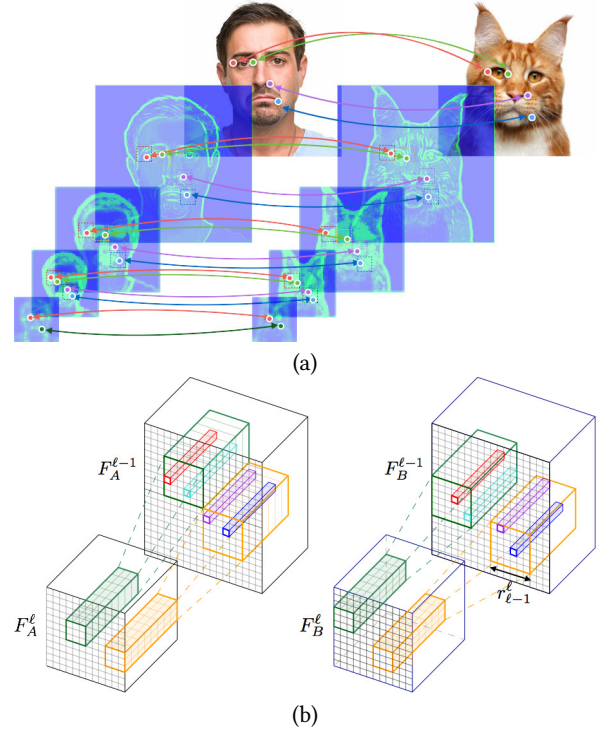 (a)
F_A^{ℓ-1}
F_B^{ℓ-1}
F_A^ℓ
F_B^ℓ
r_{ℓ-1}^ℓ
(b)